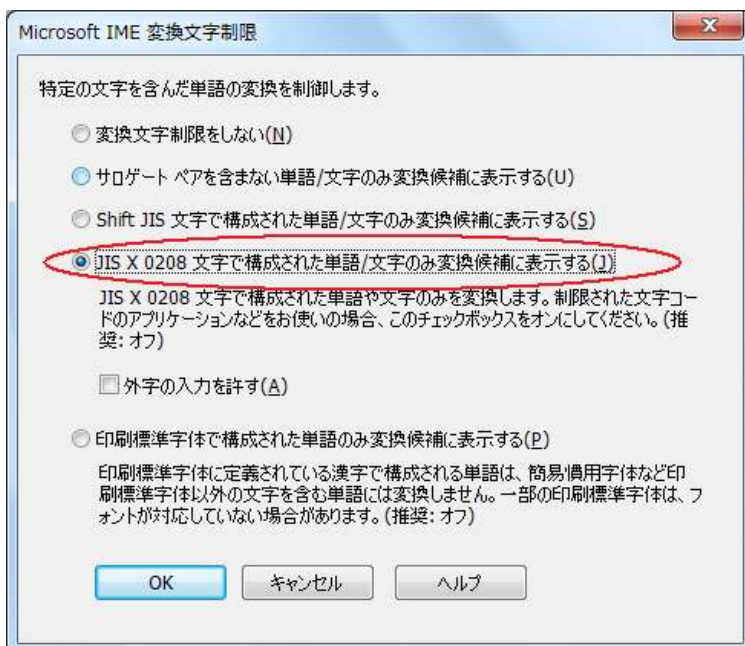 Microsoft IME 変換文字制限
特定の文字を含んだ単語の変換を制御します。
変換文字制限をしない(N)
サロゲート ペアを含まない単語/文字のみ変換候補に表示する(U)
Shift JIS 文字で構成された単語/文字のみ変換候補に表示する(S)
JIS X 0208 文字で構成された単語/文字のみ変換候補に表示する(J)
JIS X 0208 文字で構成された単語や文字のみを変換します。制限された文字コー
ドのアプリケーションなどをお使いの場合、このチェックボックスをオンにしてください。(推
奨: オフ)
外字の入力を許す(A)
印刷標準字体で構成された単語のみ変換候補に表示する(P)
印刷標準字体に定義されている漢字で構成される単語は、簡易慣用字体など印
刷標準字体以外の文字を含む単語には変換しません。一部の印刷標準字体は、フ
ォントが対応していない場合があります。(推奨: オフ)
OK
キャンセル
ヘルプ